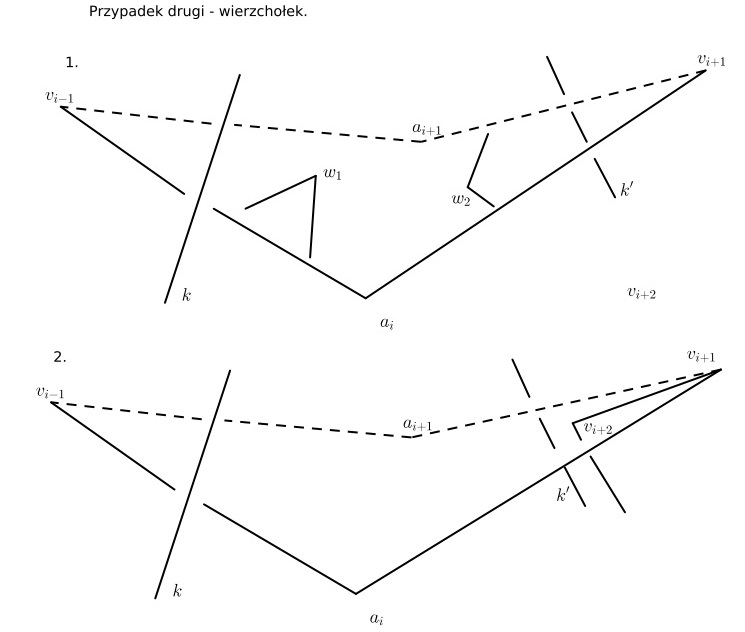 Przypadek drugi - wierzchołek.
1.
v_{i+1}
v_{i−1}
a_{i+1}
w_1
w_2
k′
k
v_{i+2}
a_i
2.
v_{i+1}
v_{i−1}
a_{i+1}
v_{i+2}
k′
k
a_i